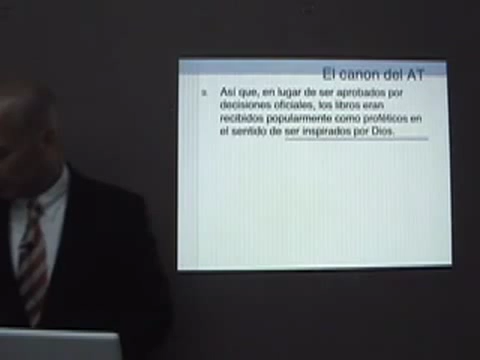 El canon del AT
Así que, en lugar de ser aprobados por
decisiones oficiales, los libros eran
recibidos popularmente como proféticos en
el sentido de ser inspirados por Dios.